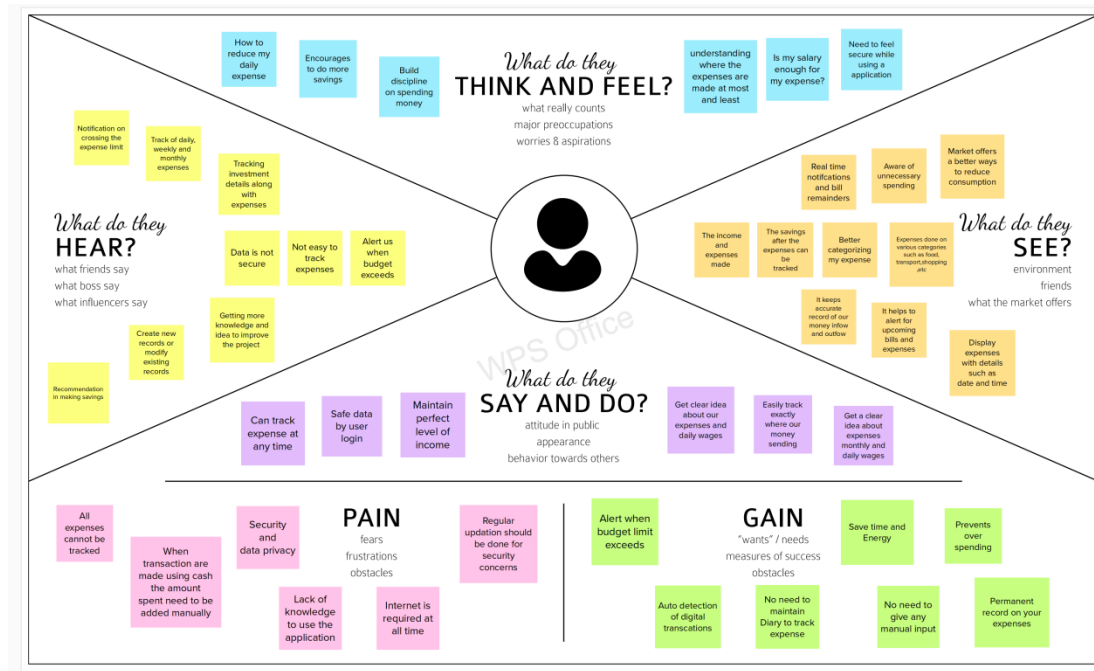 How to
reduce my
daily
expense
Encourages
to do more
savings
Build
discipline
on spending
money
What do they
THINK AND FEEL?
what really counts
major preoccupations
worries & aspirations
understanding
where the
expenses are
made at most
and least
Is my salary
enough for
my expense?
Need to feel
secure while
using a
application
Notification on
crossing the
expense limit
Track of daily,
weekly and
monthly
expenses
Tracking
investment
details along
with
expenses
What do they
HEAR?
what friends say
what boss say
what influencers say
Data is not
secure
Not easy to
track
expenses
Alert us
when
budget
exceeds
Getting more
knowledge and
idea to improve
the project
Create new
records or
modify
existing
records
Recommendation
in making savings
Real time
notifcations
and bill
remainders
Aware of
unnecessary
spending
Market offers
a better ways
to reduce
consumption
The income
and
expenses
made
The savings
after the
expenses can
be
tracked
Better
categorizing
my expense
Expenses done on
various categories
such as food,
transport,shopping
,etc
What do they
SEE?
environment
friends
what the market offers
It keeps
accurate
record of our
money infow
and outfow
It helps to
alert for
upcoming
bills and
expenses
Display
expenses
with details
such as
date and time
WPS Office
What do they
SAY AND DO?
attitude in public
appearance
behavior towards others
Can track
expense at
any time
Safe data
by user
login
Maintain
perfect
level of
income
Get clear idea
about our
expenses and
daily wages
Easily track
exactly
where our
money
sending
Get a clear
idea about
expenses
monthly and
daily wages
PAIN
fears
frustrations
obstacles
All
expenses
cannot be
tracked
When
transaction are
made using cash
the amount
spent need to be
added manually
Security
and
data privacy
Lack of
knowledge
to use the
application
Internet is
required at
all time
Regular
updation should
be done for
security
concerns
GAIN
"wants" / needs
measures of success
obstacles
Alert when
budget limit
exceeds
Save time and
Energy
Prevents
over
spending
Auto detection
of digital
transcations
No need to
maintain
Diary to track
expense
No need to
give any
manual input
Permanent
record on your
expenses